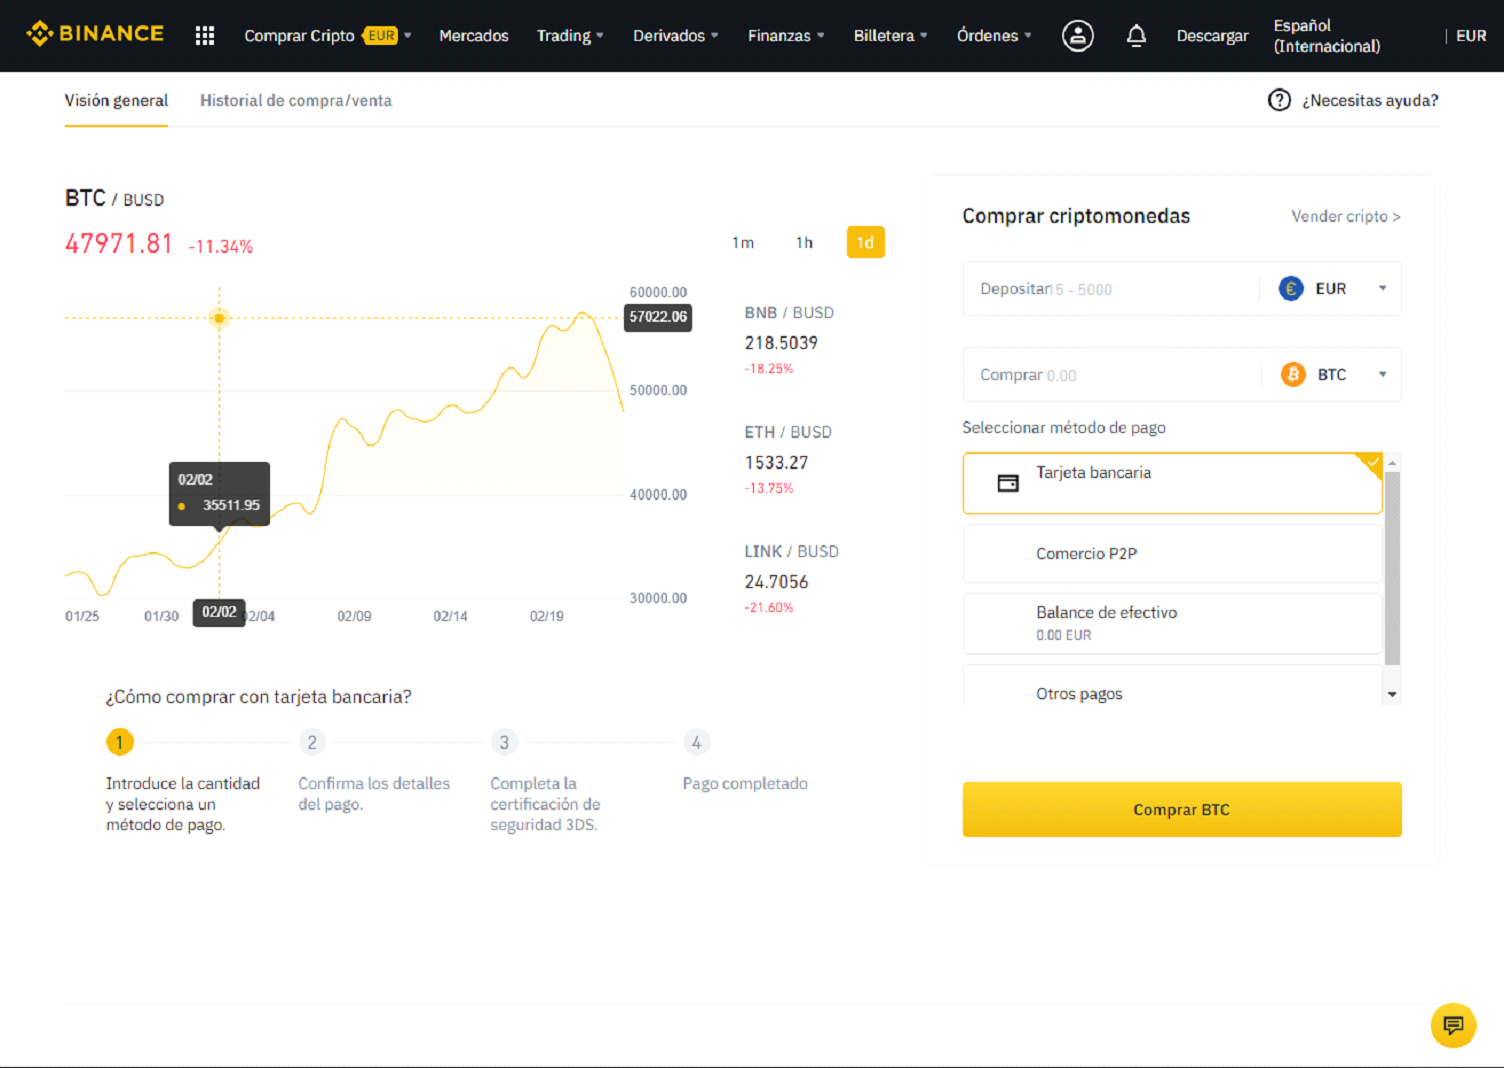 BINANCE
Comprar Cripto EUR
Mercados
Trading
Derivados
Finanzas
Billetera
Órdenes
Descargar
Español
(Internacional)
| EUR
Visión general
Historial de compra/venta
¿Necesitas ayuda?
BTC / BUSD
47971.81 -11.34%
1m
1h
1d
60000.00
57022.06
50000.00
40000.00
30000.00
02/02
35511.95
01/25
01/30
02/02
02/04
02/09
02/14
02/19
BNB / BUSD
218.5039
-18.25%
ETH / BUSD
1533.27
-13.75%
LINK / BUSD
24.7056
-21.60%
Comprar criptomonedas
Vender cripto >
Depositar 15 - 5000
EUR
Comprar 0.00
BTC
Seleccionar método de pago
Tarjeta bancaria
Comercio P2P
Balance de efectivo
0.00 EUR
Otros pagos
Comprar BTC
¿Cómo comprar con tarjeta bancaria?
1
2
3
4
Introduce la cantidad
y selecciona un
método de pago.
Confirma los detalles
del pago.
Completa la
certificación de
seguridad 3DS.
Pago completado